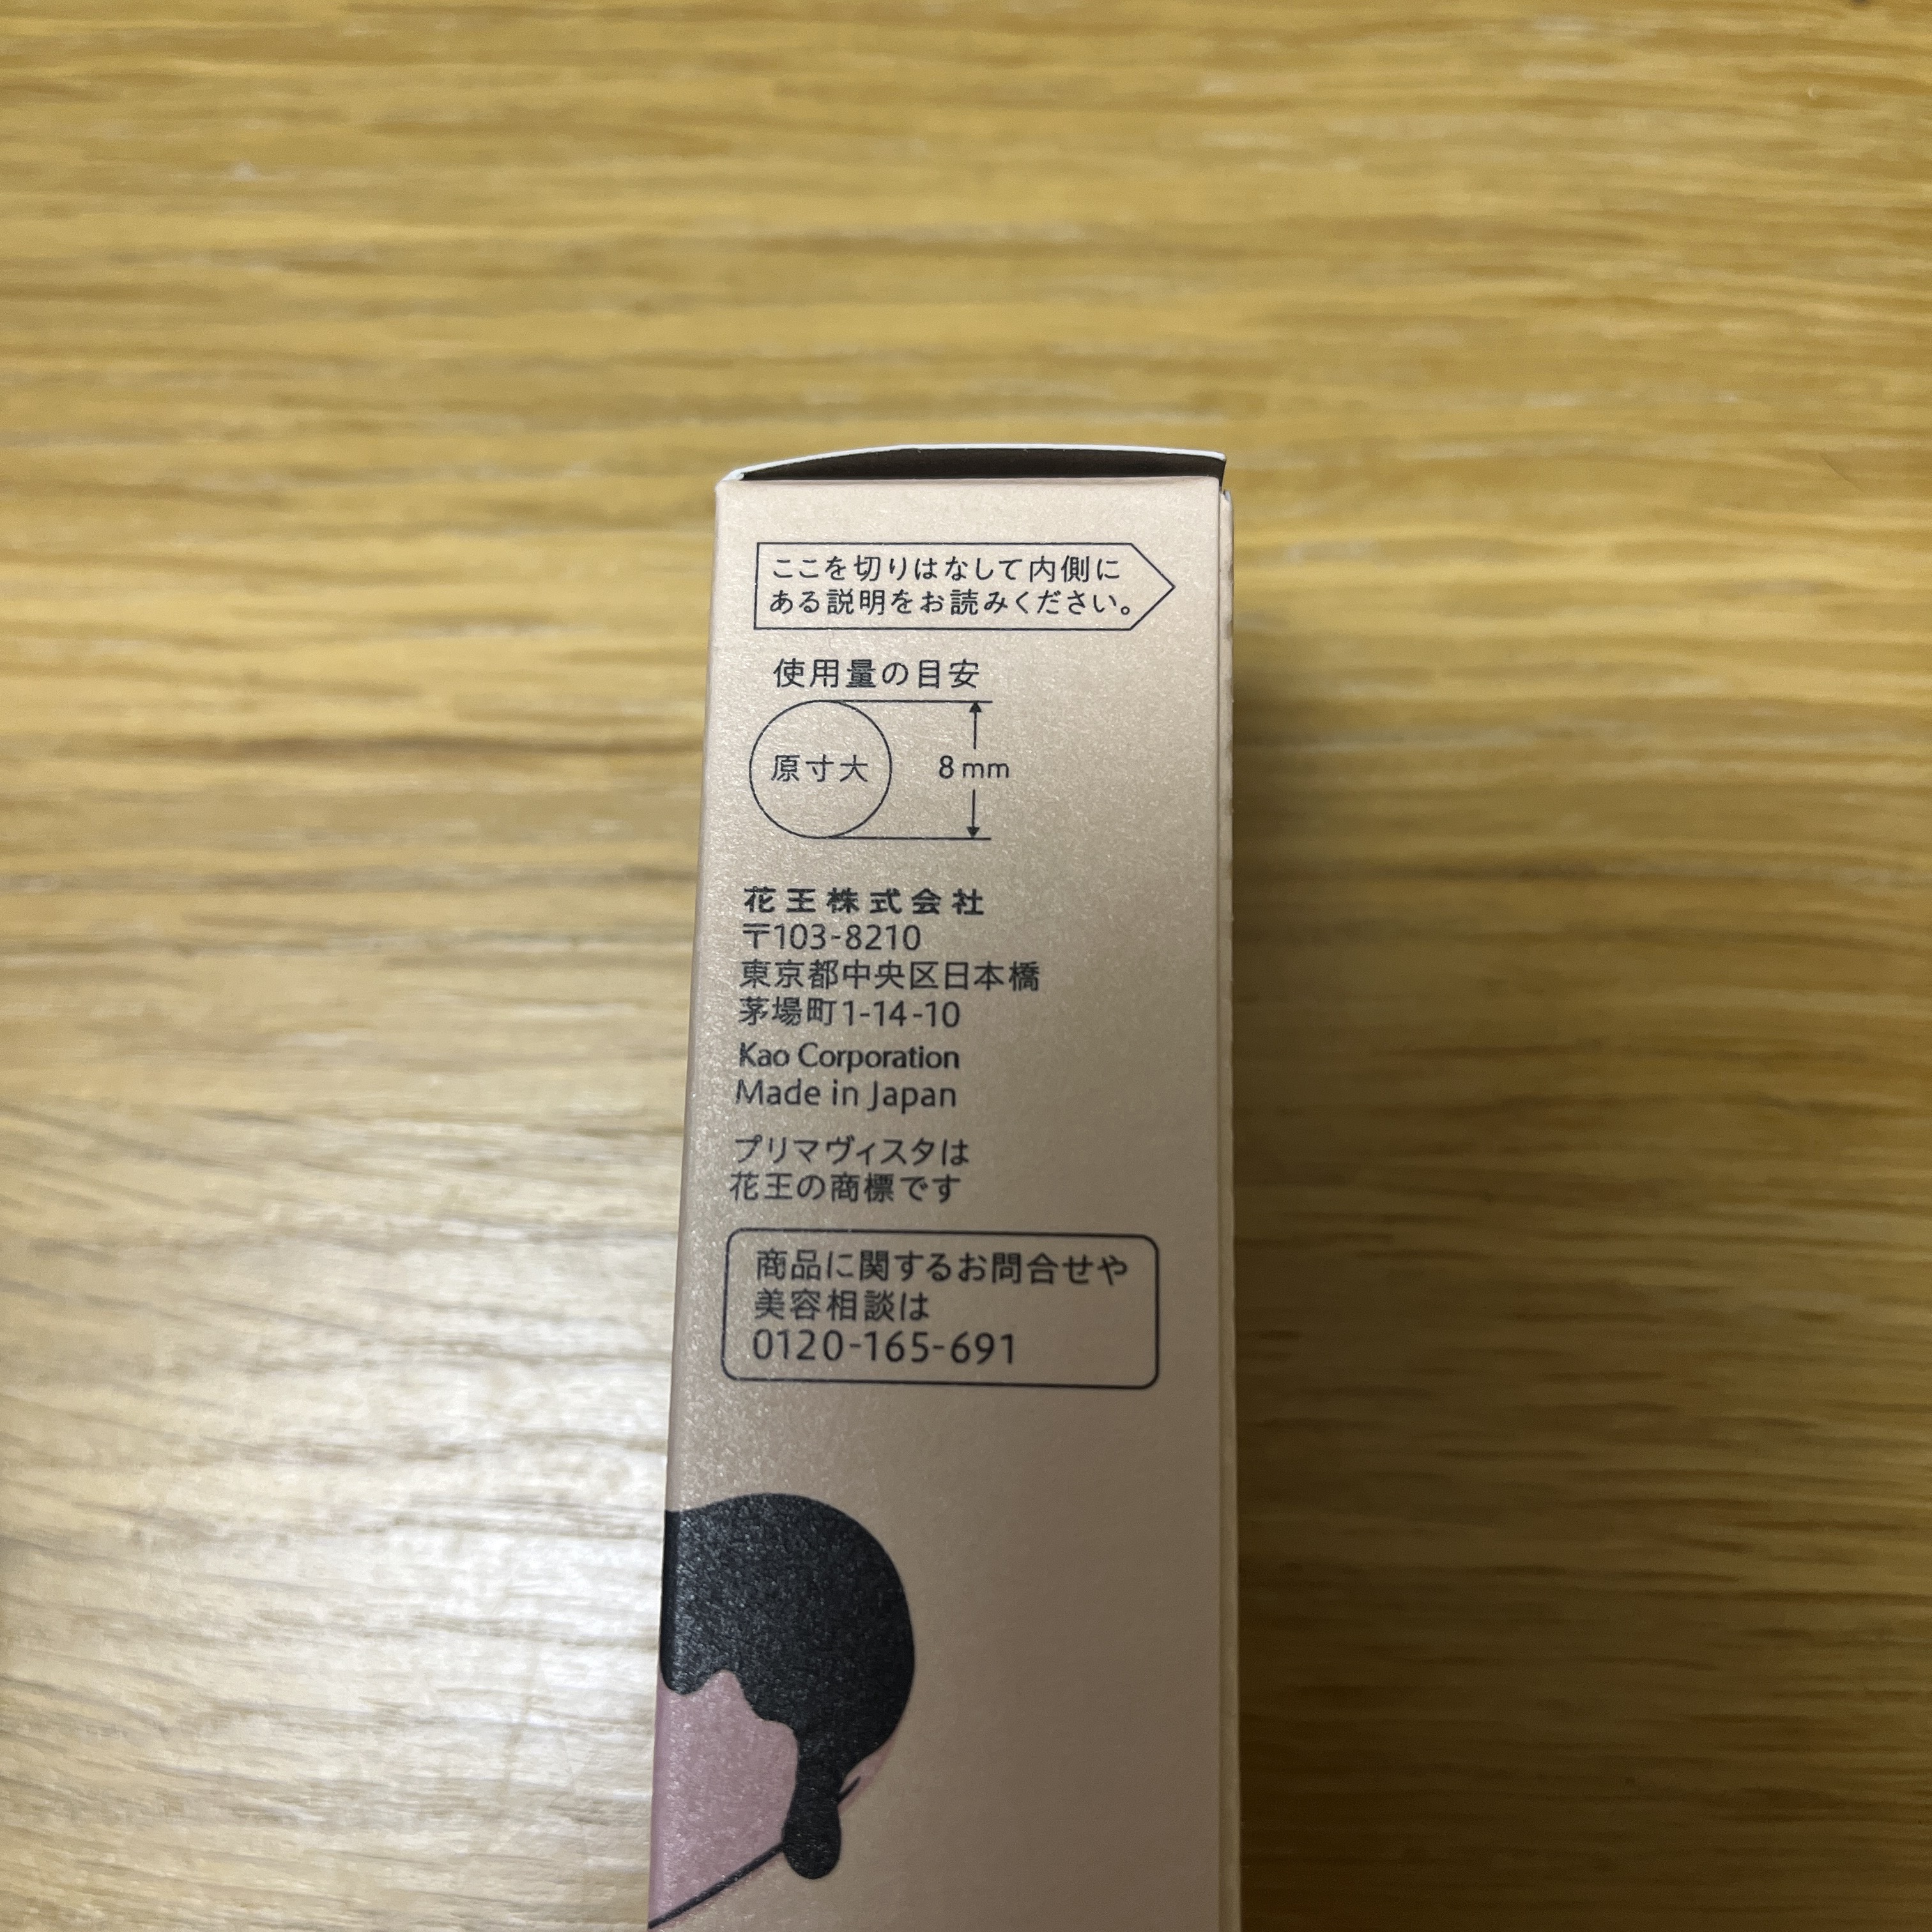 ここを切りはなして内側に
ある説明をお読みください。
使用量の目安
原寸大
8mm
花王株式会社
〒103-8210
東京都中央区日本橋
茅場町1-14-10
Kao Corporation
Made in Japan
プリマヴィスタは
花王の商標です
商品に関するお問合せや
美容相談は
0120-165-691